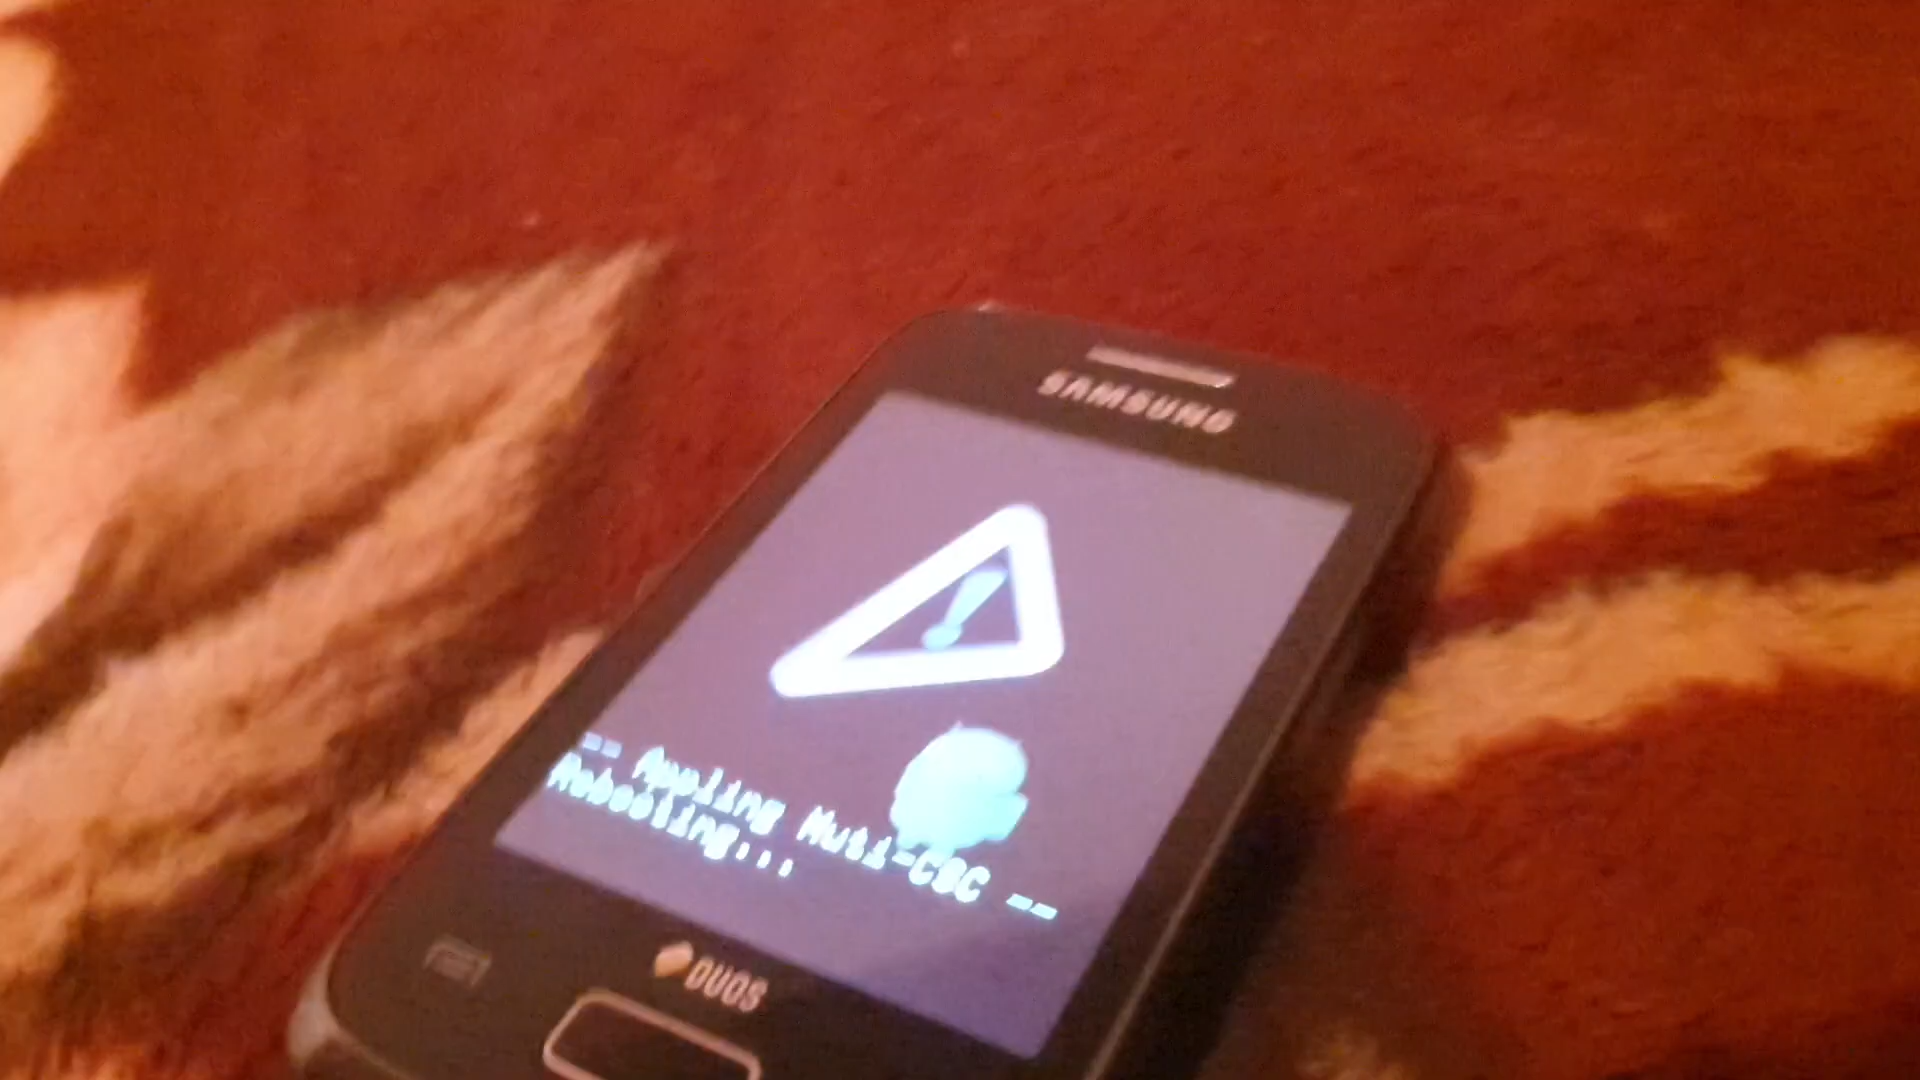 SAMSUNG
-- Appling Muti-CSC --
Rebooting...
DUOS